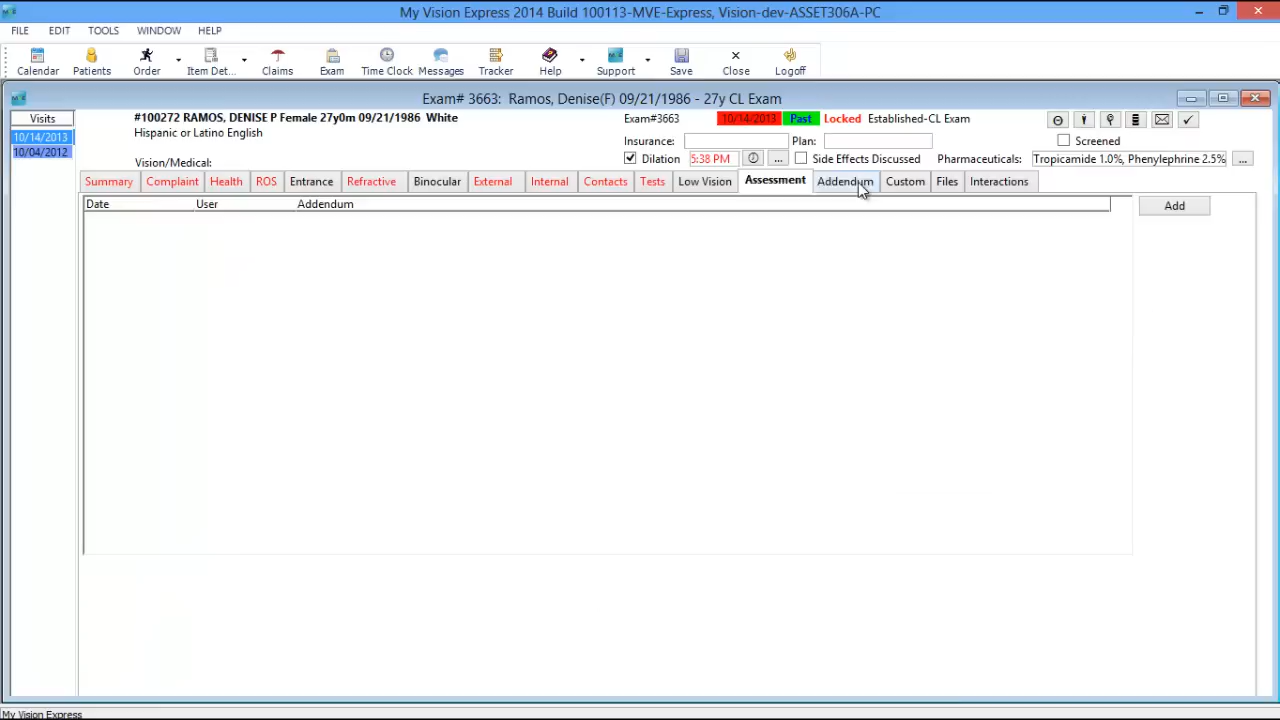 My Vision Express 2014 Build 100113-MVE-Express, Vision-dev-ASSET306A-PC
FILE EDIT TOOLS WINDOW HELP
Calendar Patients Order Item Det... Claims Exam Time Clock Messages Tracker Help Support Save Close Logoff
Exam# 3663: Ramos, Denise(F) 09/21/1986 - 27y CL Exam
Visits
10/14/2013
10/04/2012
#100272 RAMOS, DENISE P Female 27y0m 09/21/1986 White
Hispanic or Latino English
Vision/Medical:
Exam#3663 10/14/2013 Past Locked Established-CL Exam
Insurance: Plan: Screened
Dilation 5:38 PM ... Side Effects Discussed Pharmaceuticals: Tropicamide 1.0%, Phenylephrine 2.5% ...
Summary Complaint Health ROS Entrance Refractive Binocular External Internal Contacts Tests Low Vision Assessment Addendum Custom Files Interactions
Date User Addendum Add
My Vision Express